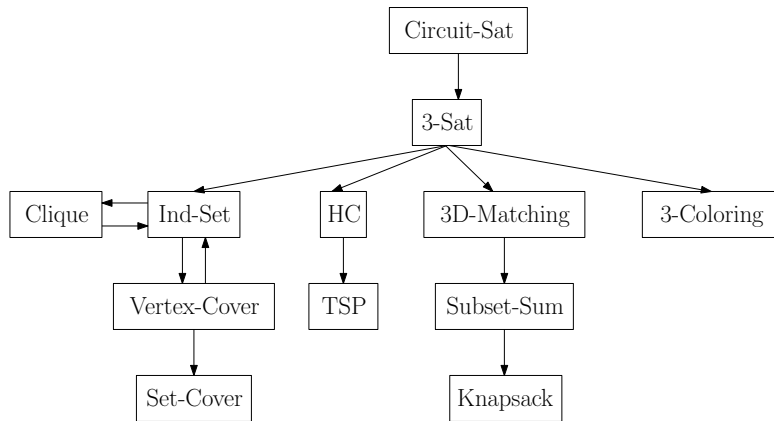 Circuit-Sat
3-Sat
Clique
Ind-Set
HC
3D-Matching
3-Coloring
Vertex-Cover
TSP
Subset-Sum
Set-Cover
Knapsack